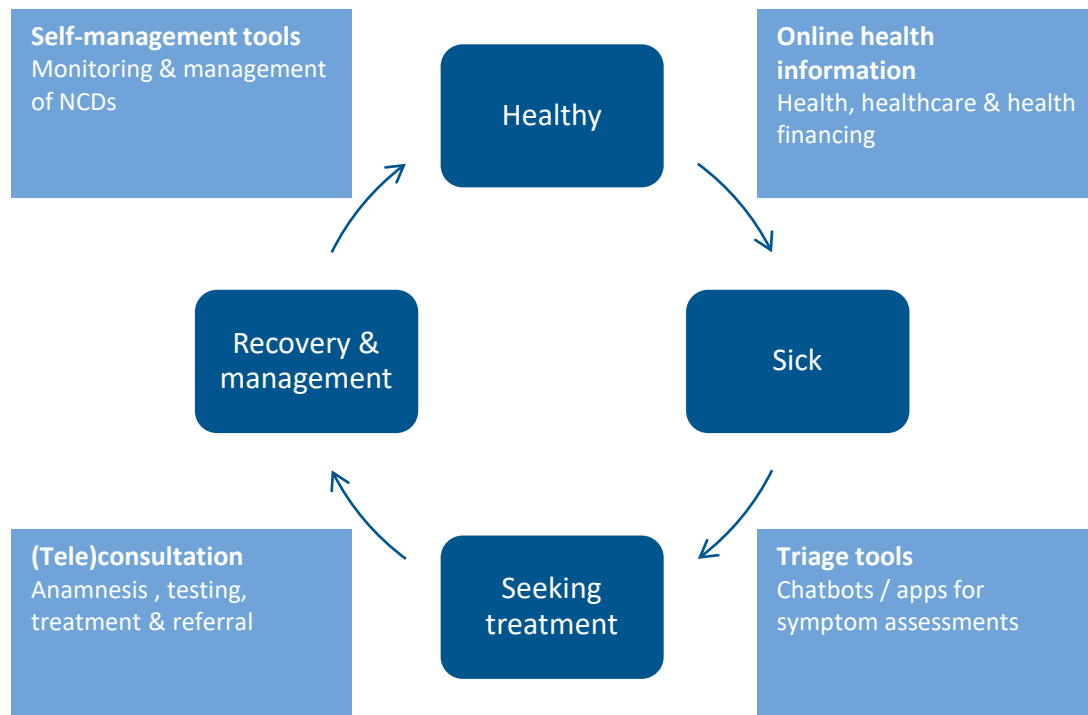 Self-management tools
Monitoring & management
of NCDs
Healthy
Online health
information
Health, healthcare & health
financing
Recovery &
management
Sick
(Tele)consultation
Anamnesis , testing,
treatment & referral
Seeking
treatment
Triage tools
Chatbots / apps for
symptom assessments